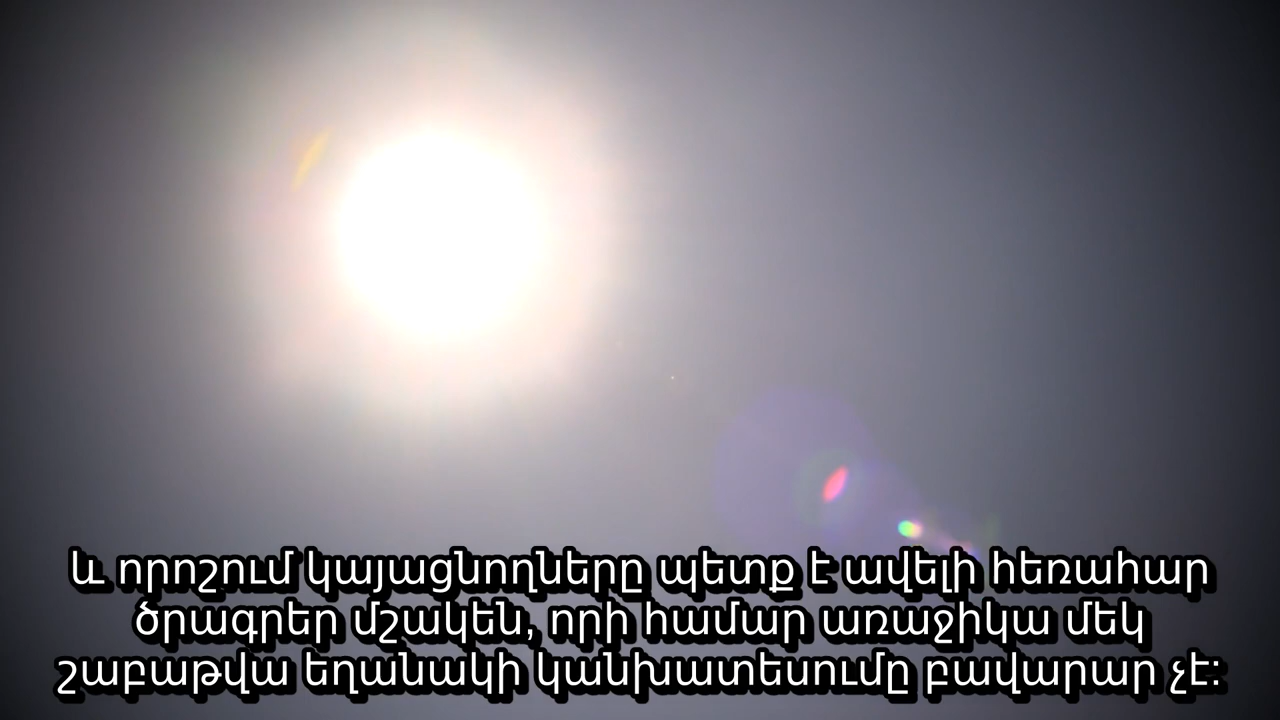 և որոշում կայացնողները պետք է ավելի հեռահար
ծրագրեր մշակեն, որի համար առաջիկա մեկ
շաբաթվա եղանակի կանխատեսումը բավարար չէ: